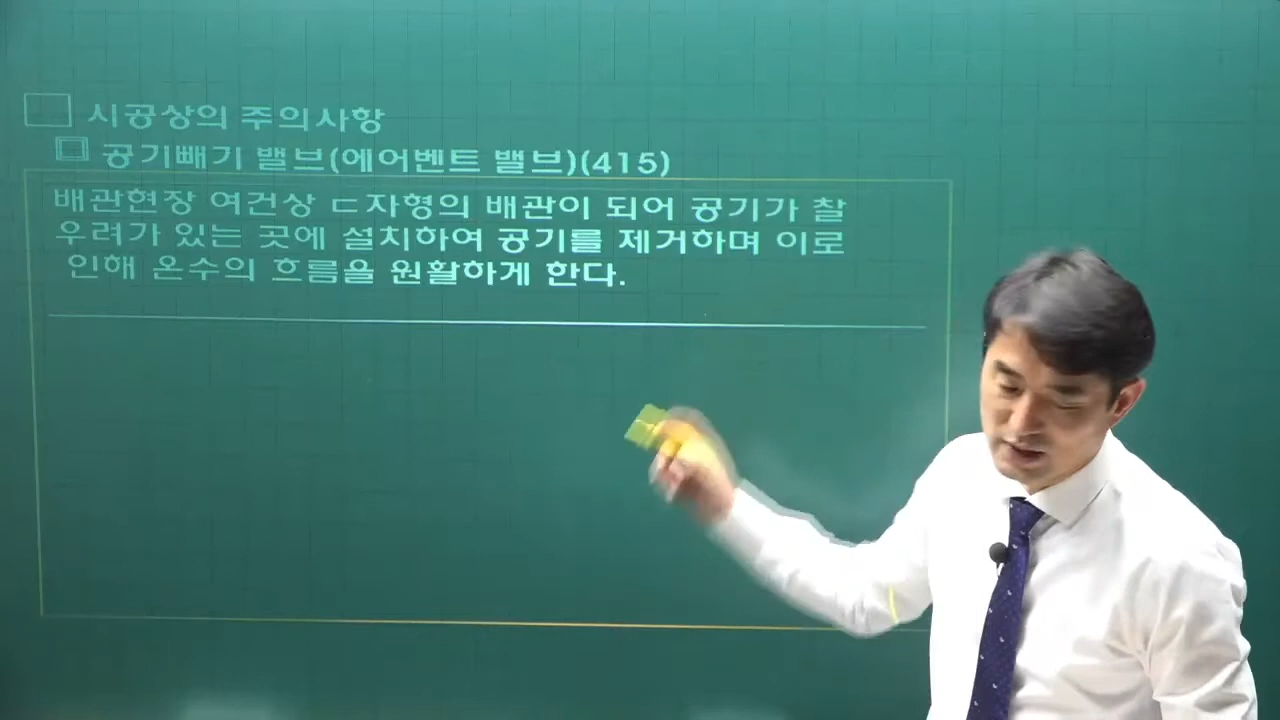 시공상의 주의사항
공기빼기 밸브(에어벤트 밸브)(415)
배관현장 여건상 ㄷ자형의 배관이 되어 공기가 찰
우려가 있는 곳에 설치하여 공기를 제거하며 이로
인해 온수의 흐름을 원활하게 한다.